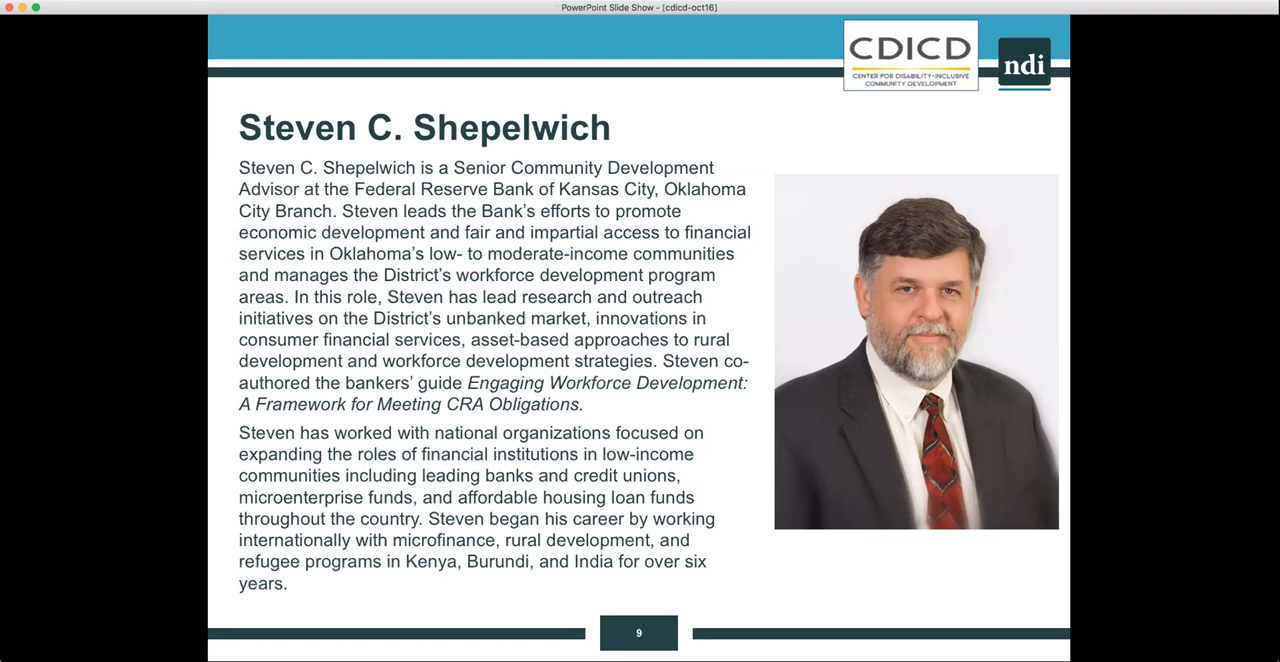 PowerPoint Slide Show - [cdicd-oct16]
CDICD
CENTER FOR DISABILITY-INCLUSIVE
COMMUNITY DEVELOPMENT
ndi
Steven C. Shepelwich
Steven C. Shepelwich is a Senior Community Development
Advisor at the Federal Reserve Bank of Kansas City, Oklahoma
City Branch. Steven leads the Bank’s efforts to promote
economic development and fair and impartial access to financial
services in Oklahoma’s low- to moderate-income communities
and manages the District’s workforce development program
areas. In this role, Steven has lead research and outreach
initiatives on the District’s unbanked market, innovations in
consumer financial services, asset-based approaches to rural
development and workforce development strategies. Steven co-
authored the bankers’ guide Engaging Workforce Development:
A Framework for Meeting CRA Obligations.
Steven has worked with national organizations focused on
expanding the roles of financial institutions in low-income
communities including leading banks and credit unions,
microenterprise funds, and affordable housing loan funds
throughout the country. Steven began his career by working
internationally with microfinance, rural development, and
refugee programs in Kenya, Burundi, and India for over six
years.
9